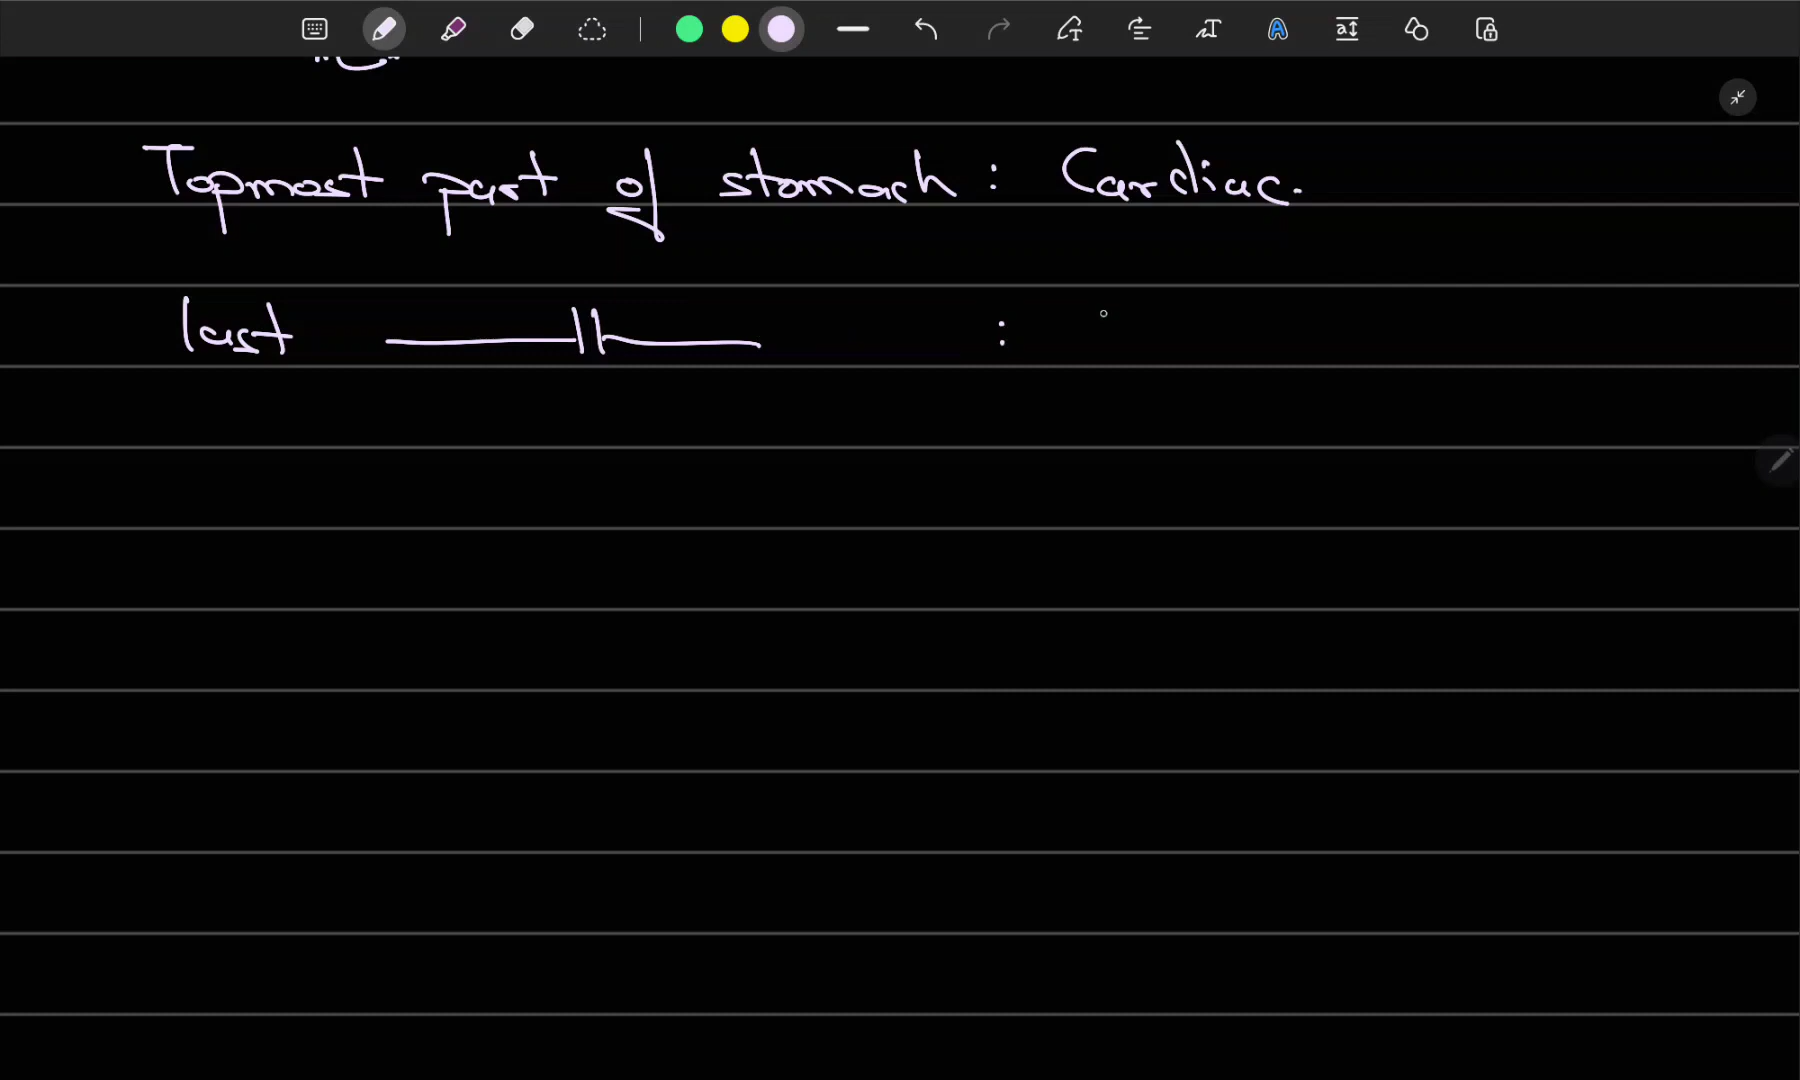 Topmost part of stomach : Cardiac.
last —||— :